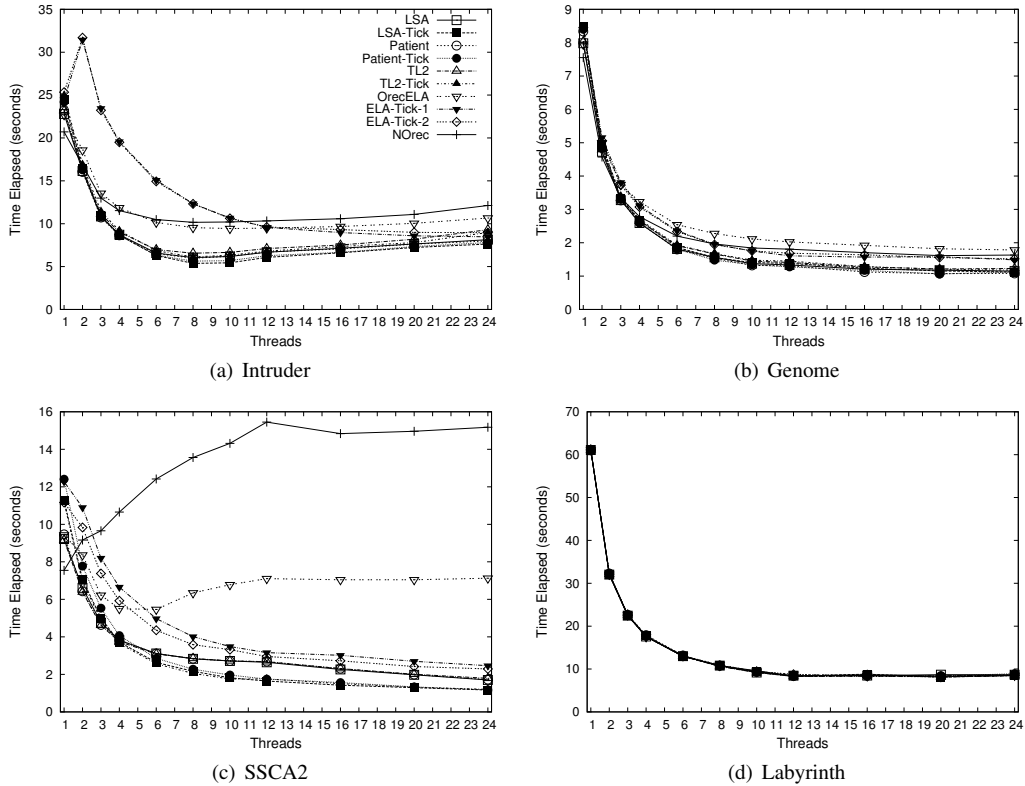 LSA
LSA-Tick
Patient
Patient-Tick
TL2
TL2-Tick
OrecELA
ELA-Tick-1
ELA-Tick-2
NOrec
Time Elapsed (seconds)
35
30
25
20
15
10
5
0
1 2 3 4 5 6 7 8 9 10 11 12 13 14 15 16 17 18 19 20 21 22 23 24
Threads
(a) Intruder
Time Elapsed (seconds)
9
8
7
6
5
4
3
2
1
0
1 2 3 4 5 6 7 8 9 10 11 12 13 14 15 16 17 18 19 20 21 22 23 24
Threads
(b) Genome
Time Elapsed (seconds)
16
14
12
10
8
6
4
2
0
1 2 3 4 5 6 7 8 9 10 11 12 13 14 15 16 17 18 19 20 21 22 23 24
Threads
(c) SSCA2
Time Elapsed (seconds)
70
60
50
40
30
20
10
0
1 2 3 4 5 6 7 8 9 10 11 12 13 14 15 16 17 18 19 20 21 22 23 24
Threads
(d) Labyrinth